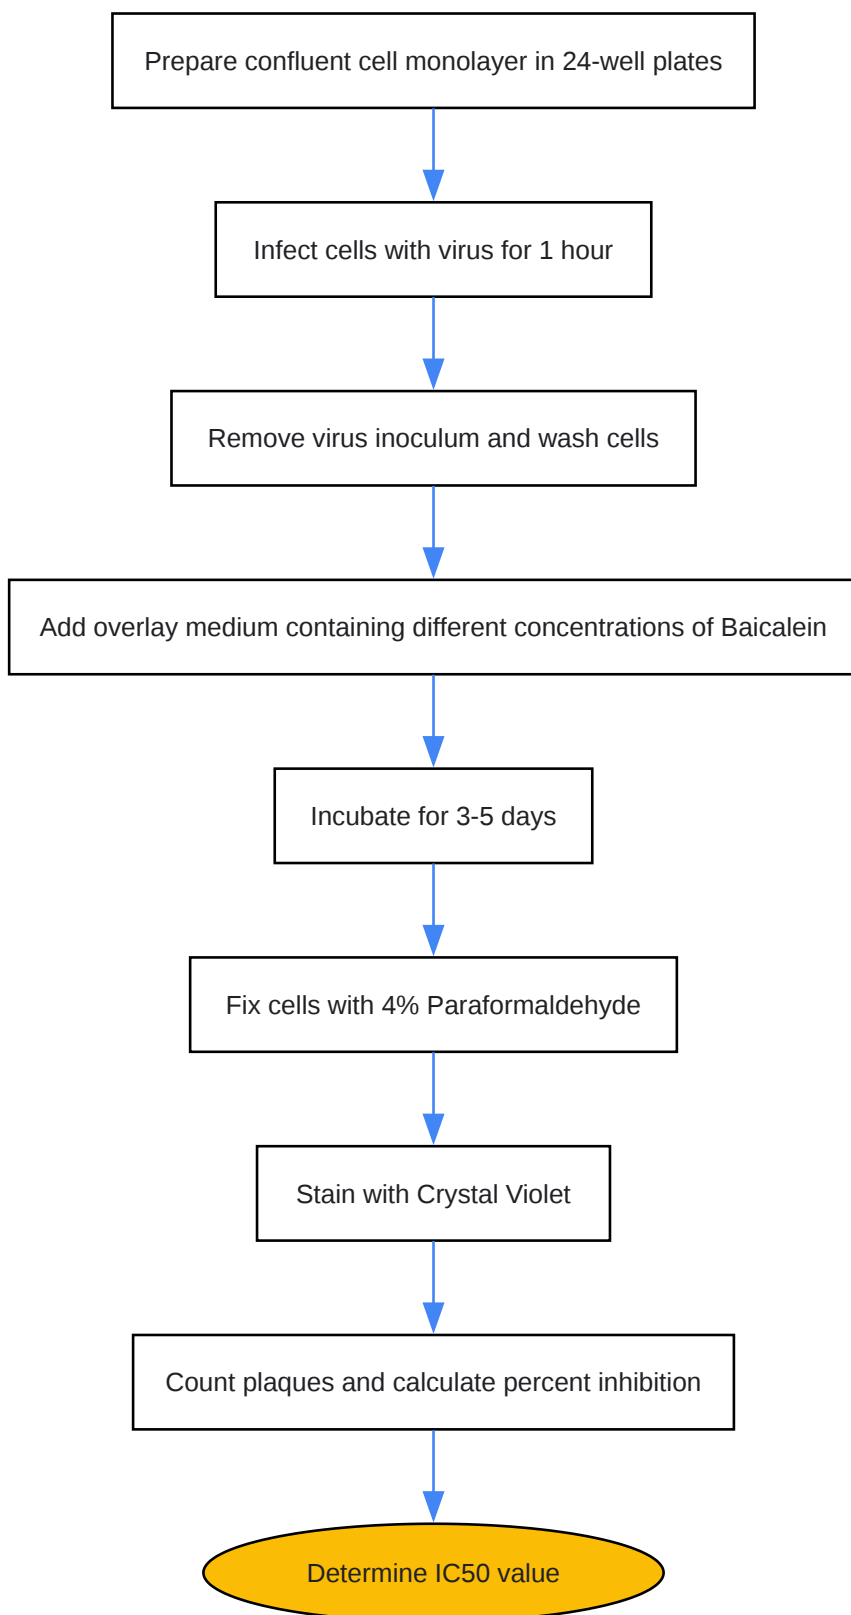 Prepare confluent cell monolayer in 24-well plates
Infect cells with virus for 1 hour
Remove virus inoculum and wash cells
Add overlay medium containing different concentrations of Baicalein
Incubate for 3-5 days
Fix cells with 4% Paraformaldehyde
Stain with Crystal Violet
Count plaques and calculate percent inhibition
Determine IC50 value